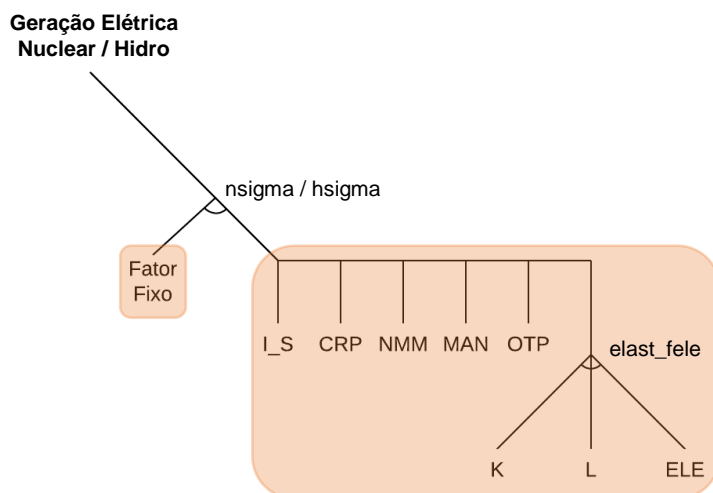 Geração Elétrica
Nuclear / Hidro
nsigma / hsigma
Fator
Fixo
I_S CRP NMM MAN OTP
elast_fele
K L ELE